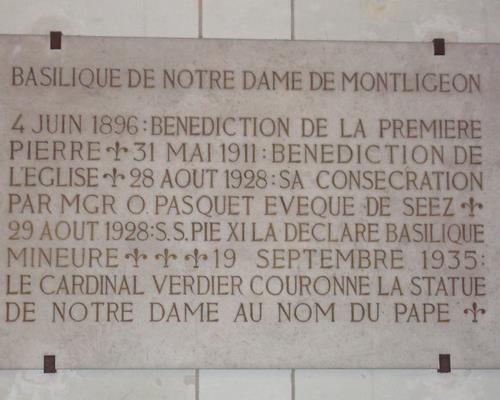 BASILIQUE DE NOTRE DAME DE MONTLIGEON
4 JUIN 1896 : BENEDICTION DE LA PREMIERE
PIERRE ⚜ 31 MAI 1911 : BENEDICTION DE
L'EGLISE ⚜ 28 AOUT 1928 : SA CONSECRATION
PAR MGR O PASQUET EVEQUE DE SEEZ ⚜
29 AOUT 1928 : S.S. PIE XI LA DECLARE BASILIQUE
MINEURE ⚜ ⚜ ⚜ 19 SEPTEMBRE 1935 :
LE CARDINAL VERDIER COURONNE LA STATUE
DE NOTRE DAME AU NOM DU PAPE ⚜